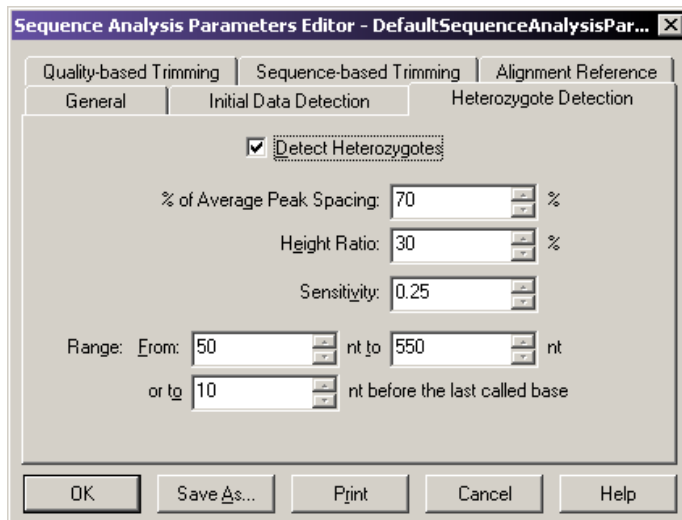 Sequence Analysis Parameters Editor - DefaultSequenceAnalysisPar...
Quality-based Trimming Sequence-based Trimming Alignment Reference
General Initial Data Detection Heterozygote Detection
Detect Heterozygotes
% of Average Peak Spacing: 70 %
Height Ratio: 30 %
Sensitivity: 0.25
Range: From: 50 nt to 550 nt
or to 10 nt before the last called base
OK Save As... Print Cancel Help